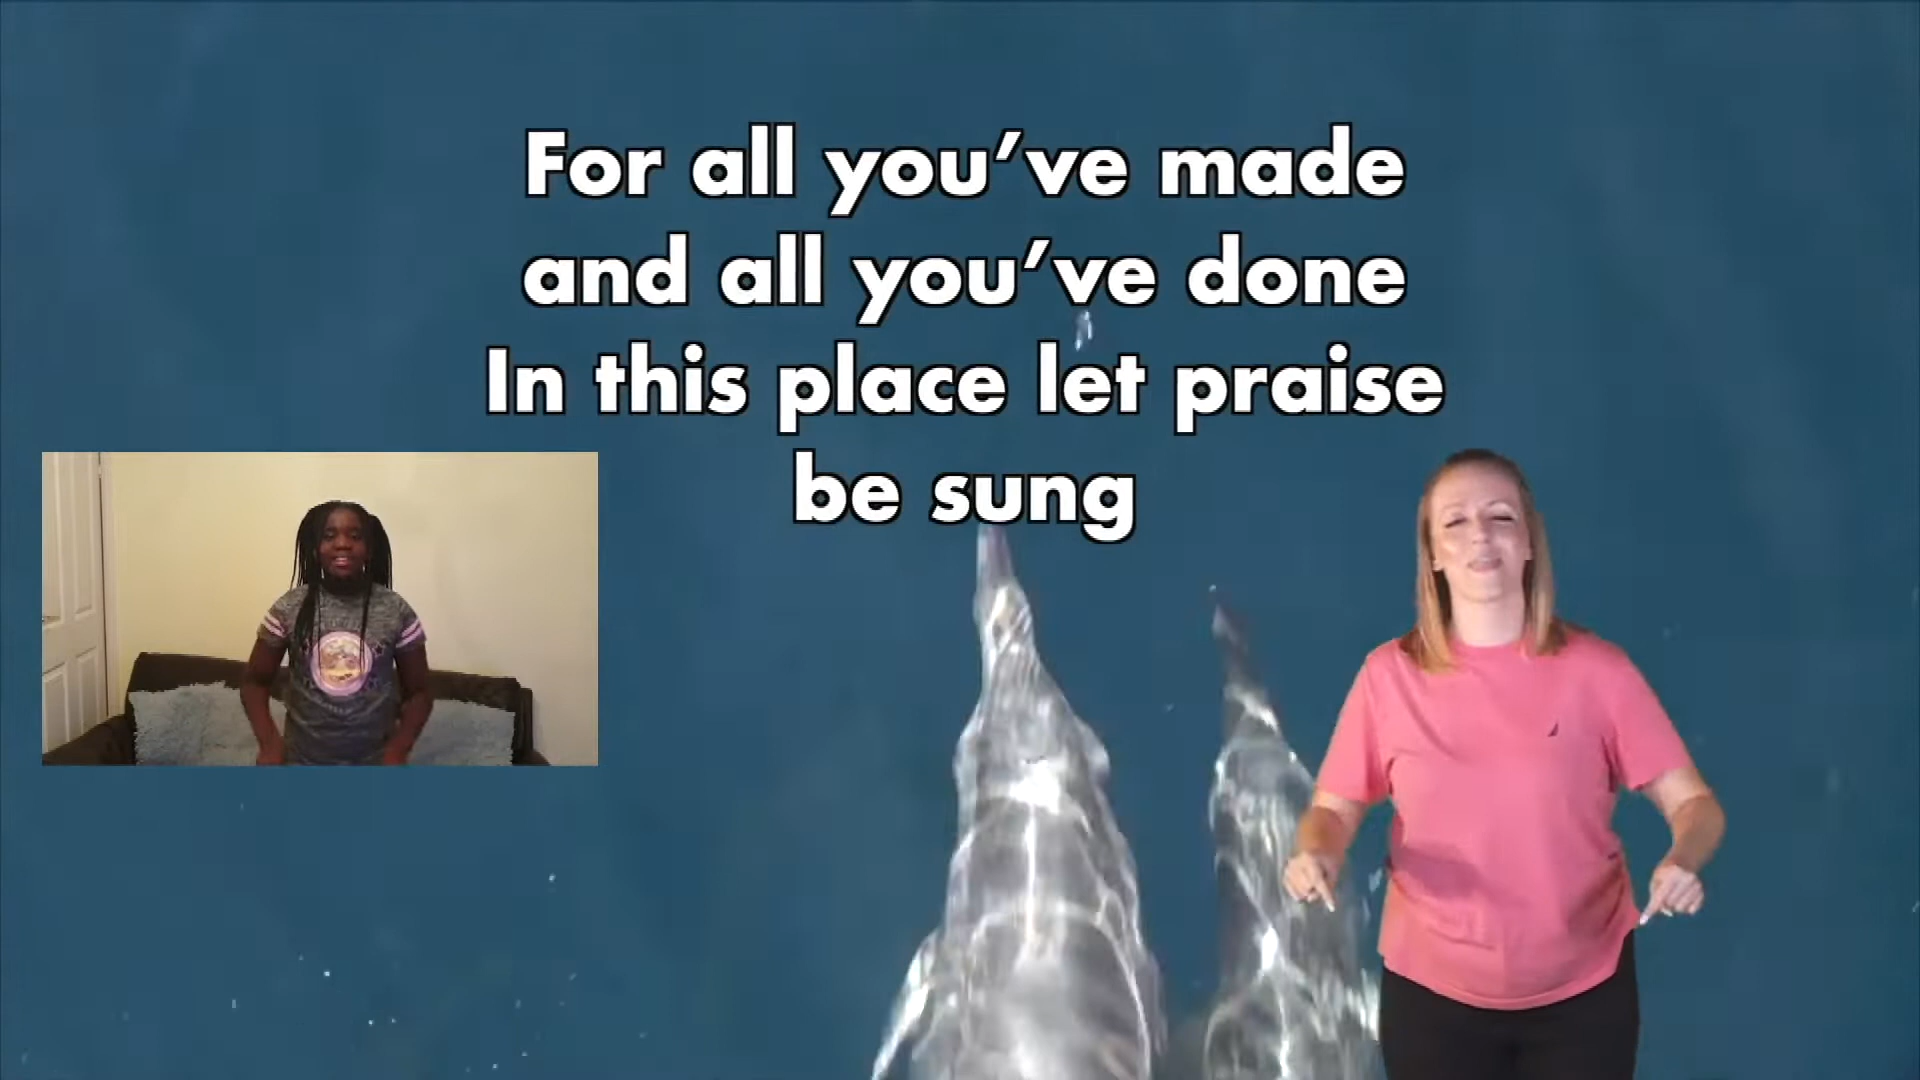 For all you’ve made
and all you’ve done
In this place let praise
be sung